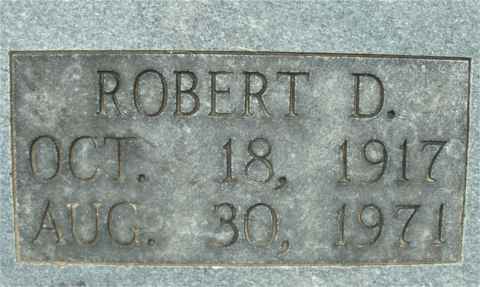 ROBERT D.
OCT. 18, 1917
AUG. 30, 1971